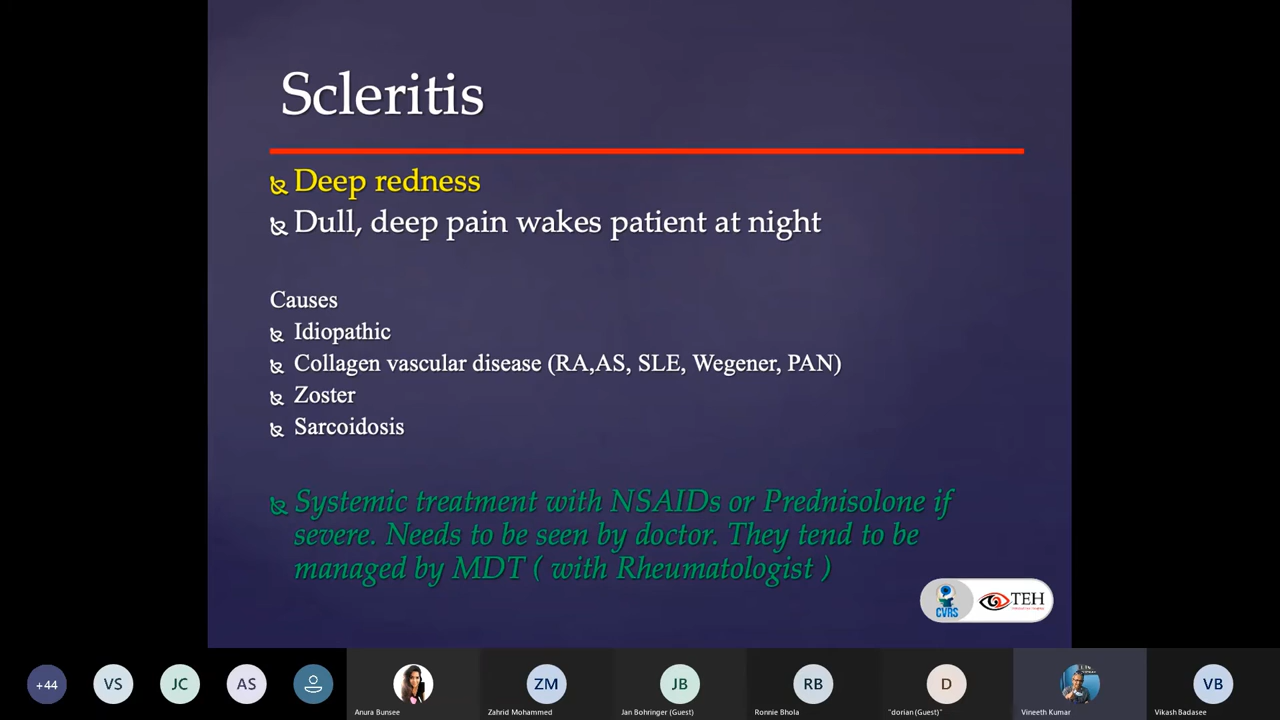 Scleritis
Deep redness
Dull, deep pain wakes patient at night
Causes
Idiopathic
Collagen vascular disease (RA,AS, SLE, Wegener, PAN)
Zoster
Sarcoidosis
Systemic treatment with NSAIDs or Prednisolone if
severe. Needs to be seen by doctor. They tend to be
managed by MDT ( with Rheumatologist )
CVRS
TEH
+44
VS
JC
AS
ZM
JB
RB
D
VB
Anura Bunsee
Zahrid Mohammed
Jan Bohringer (Guest)
Ronnie Bhola
"dorian(Guest)"
Vineeth Kumar
Vikash Badasee